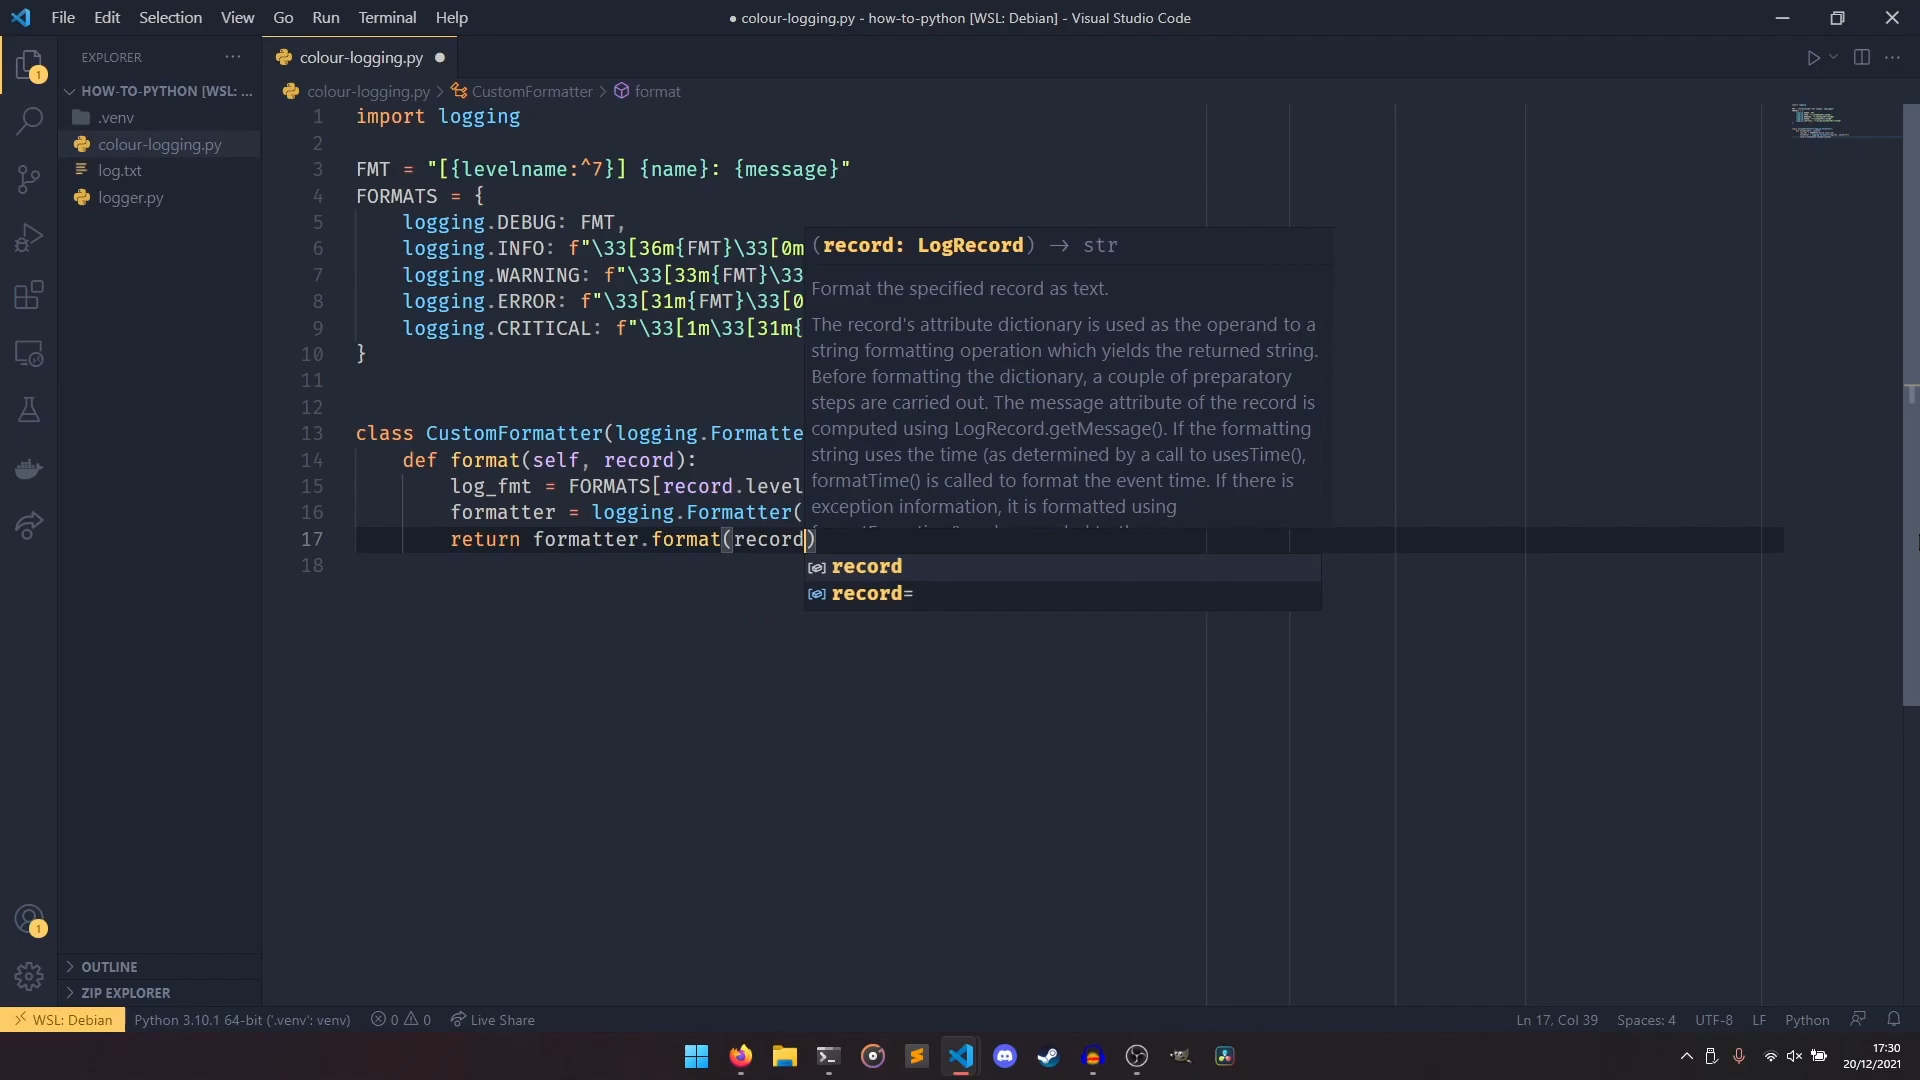 File Edit Selection View Go Run Terminal Help
● colour-logging.py - how-to-python [WSL: Debian] - Visual Studio Code
1
EXPLORER ···
colour-logging.py ●
HOW-TO-PYTHON [WSL: ...
.venv
colour-logging.py
log.txt
logger.py
colour-logging.py > CustomFormatter > format
1 import logging
2
3 FMT = "[{levelname:^7}] {name}: {message}"
4 FORMATS = {
5 logging.DEBUG: FMT,
6 logging.INFO: f"\33[36m{FMT}\33[0m
7 logging.WARNING: f"\33[33m{FMT}\33
8 logging.ERROR: f"\33[31m{FMT}\33[0
9 logging.CRITICAL: f"\33[1m\33[31m{
10 }
11
12
13 class CustomFormatter(logging.Formatte
14 def format(self, record):
15 log_fmt = FORMATS[record.level
16 formatter = logging.Formatter(
17 return formatter.format(record)
18
(record: LogRecord) → str
Format the specified record as text.
The record's attribute dictionary is used as the operand to a
string formatting operation which yields the returned string.
Before formatting the dictionary, a couple of preparatory
steps are carried out. The message attribute of the record is
computed using LogRecord.getMessage(). If the formatting
string uses the time (as determined by a call to usesTime(),
formatTime() is called to format the event time. If there is
exception information, it is formatted using
record
record=
1
OUTLINE
ZIP EXPLORER
WSL: Debian Python 3.10.1 64-bit ('.venv': venv) 0 0 Live Share
Ln 17, Col 39 Spaces: 4 UTF-8 LF Python
17:30
20/12/2021